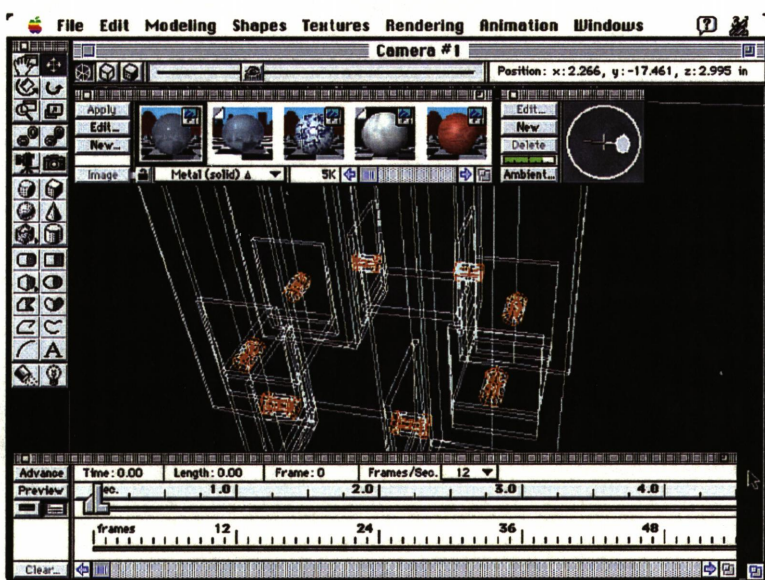 File Edit Modeling Shapes Textures Rendering Animation Windows
Camera #1
Position: x:2.266, y:-17.461, z:2.995 in
Apply
Edit...
New...
Image
Metal (solid)
5K
Edit...
New
Delete
Ambient...
A
Advance
Time: 0.00
Length: 0.00
Frame: 0
Frames/Sec.
12
Preview
ec.
1.0
2.0
3.0
4.0
frames
12
24
36
48
Clear...